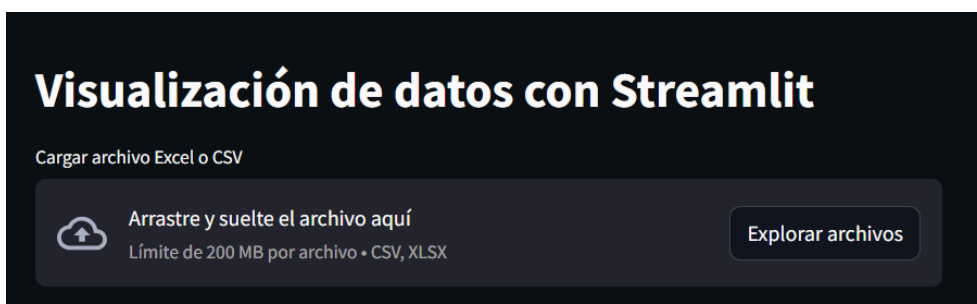 Visualización de datos con Streamlit
Cargar archivo Excel o CSV
Arrastre y suelte el archivo aquí
Límite de 200 MB por archivo • CSV, XLSX
Explorar archivos